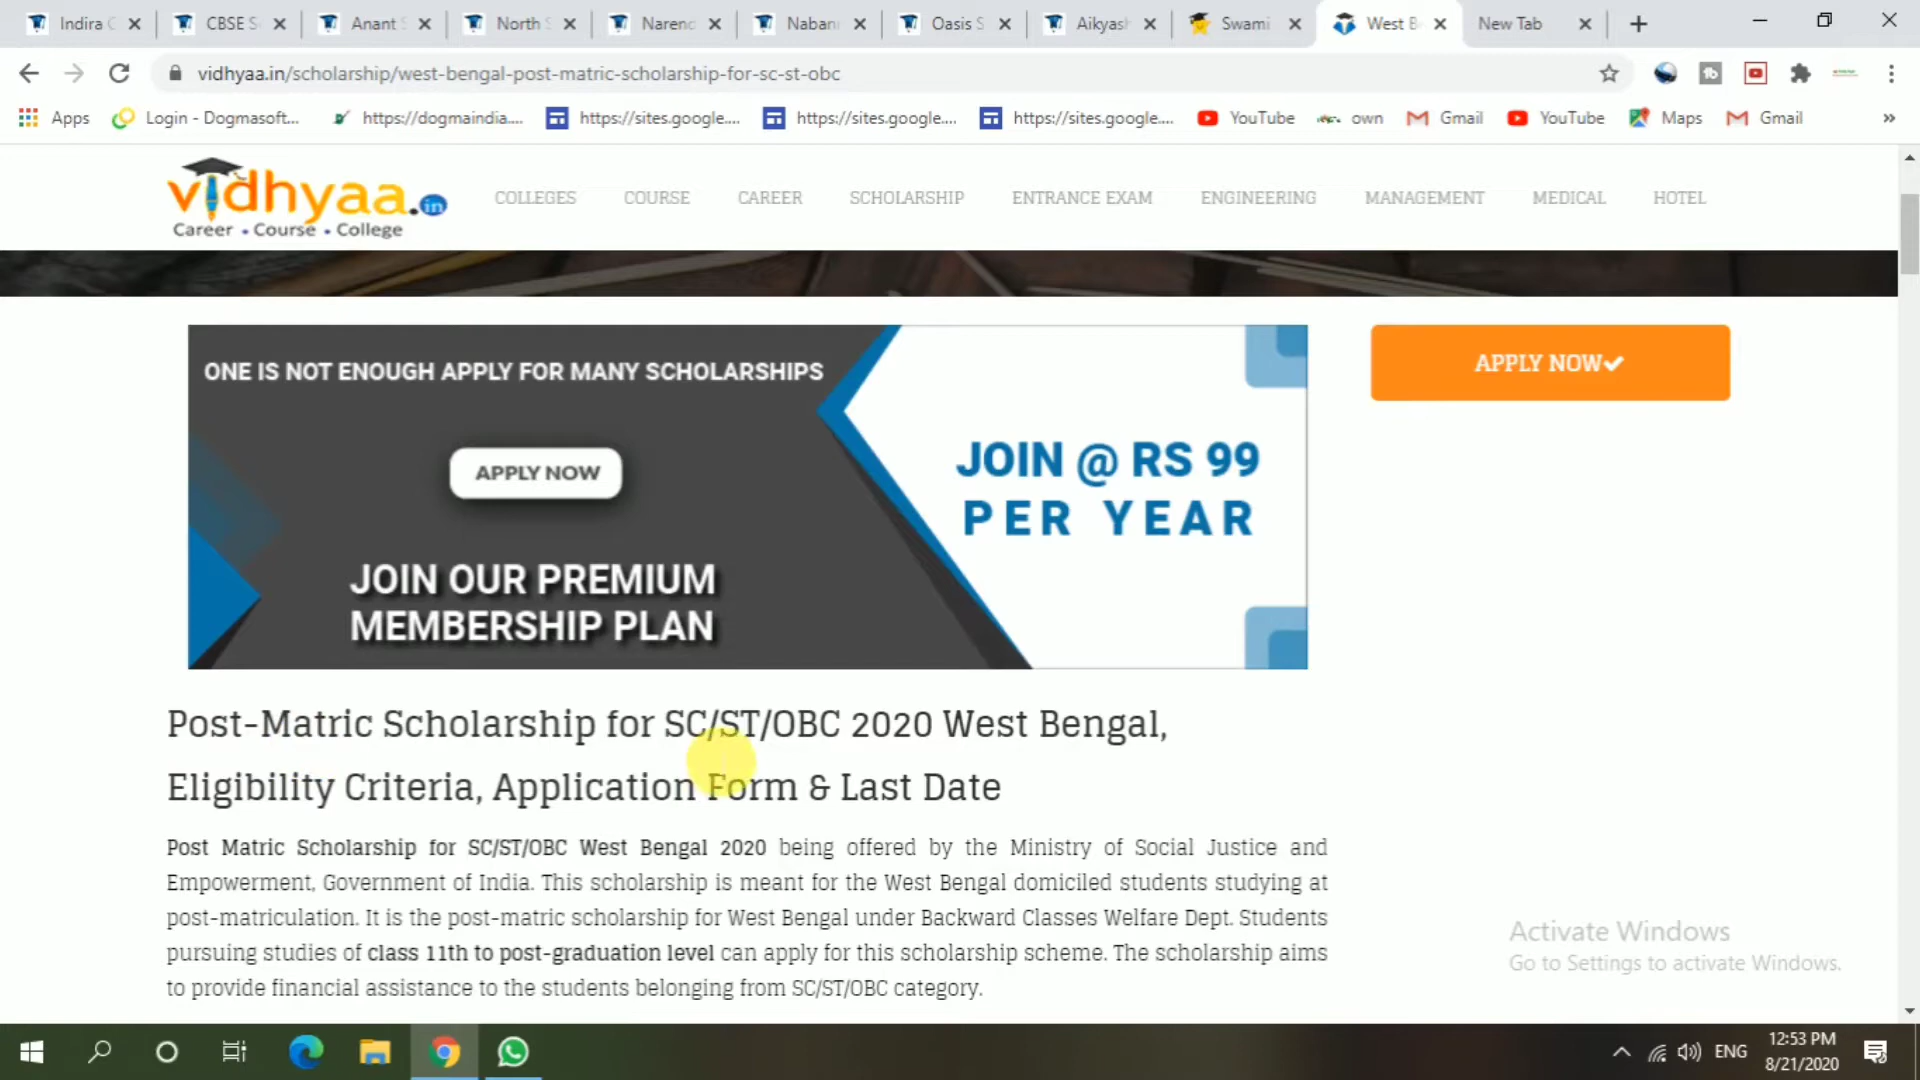 Indira C
CBSE S
Anant S
North S
Narend
Naban
Oasis S
Aikyash
Swami
West Be
New Tab
vidhyaa.in/scholarship/west-bengal-post-matric-scholarship-for-sc-st-obc
Apps
Login - Dogmasoft...
https://dogmaindia....
https://sites.google....
https://sites.google....
https://sites.google....
YouTube
own
Gmail
YouTube
Maps
Gmail
»
vidhyaa.in
Career • Course • College
COLLEGES
COURSE
CAREER
SCHOLARSHIP
ENTRANCE EXAM
ENGINEERING
MANAGEMENT
MEDICAL
HOTEL
ONE IS NOT ENOUGH APPLY FOR MANY SCHOLARSHIPS
APPLY NOW
JOIN OUR PREMIUM
MEMBERSHIP PLAN
JOIN @ RS 99
PER YEAR
APPLY NOW
Post-Matric Scholarship for SC/ST/OBC 2020 West Bengal,
Eligibility Criteria, Application Form & Last Date
Post Matric Scholarship for SC/ST/OBC West Bengal 2020 being offered by the Ministry of Social Justice and
Empowerment, Government of India. This scholarship is meant for the West Bengal domiciled students studying at
post-matriculation. It is the post-matric scholarship for West Bengal under Backward Classes Welfare Dept. Students
pursuing studies of class 11th to post-graduation level can apply for this scholarship scheme. The scholarship aims
to provide financial assistance to the students belonging from SC/ST/OBC category.
Activate Windows
Go to Settings to activate Windows.
ENG
12:53 PM
8/21/2020